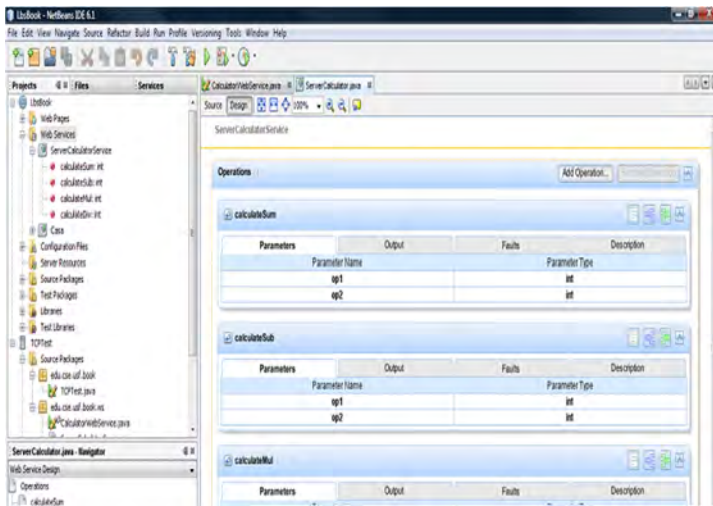 LbsBook - NetBeans IDE 6.1
File Edit View Navigate Source Refactor Build Run Profile Versioning Tools Window Help
Projects Files Services
CalculatorWebService.java ServerCalculator.java
Source Design 100%
LbsBook
Web Pages
Web Services
ServerCalculatorService
calculateSum: int
calculateSub: int
calculateMul: int
calculateDiv: int
Configuration Files
Server Resources
Source Packages
Test Packages
Libraries
Test Libraries
TCPTest
Source Packages
edu.cse.usf.book
TCPTest.java
edu.cse.usf.book.ws
CalculatorWebService.java
ServerCalculator.java - Navigator
Web Service Design
Operations
calculateSum
ServerCalculatorService
Operations Add Operation...
calculateSum
Parameters Output Faults Description
Parameter Name Parameter Type
op1 int
op2 int
calculateSub
Parameters Output Faults Description
Parameter Name Parameter Type
op1 int
op2 int
calculateMul
Parameters Output Faults Description